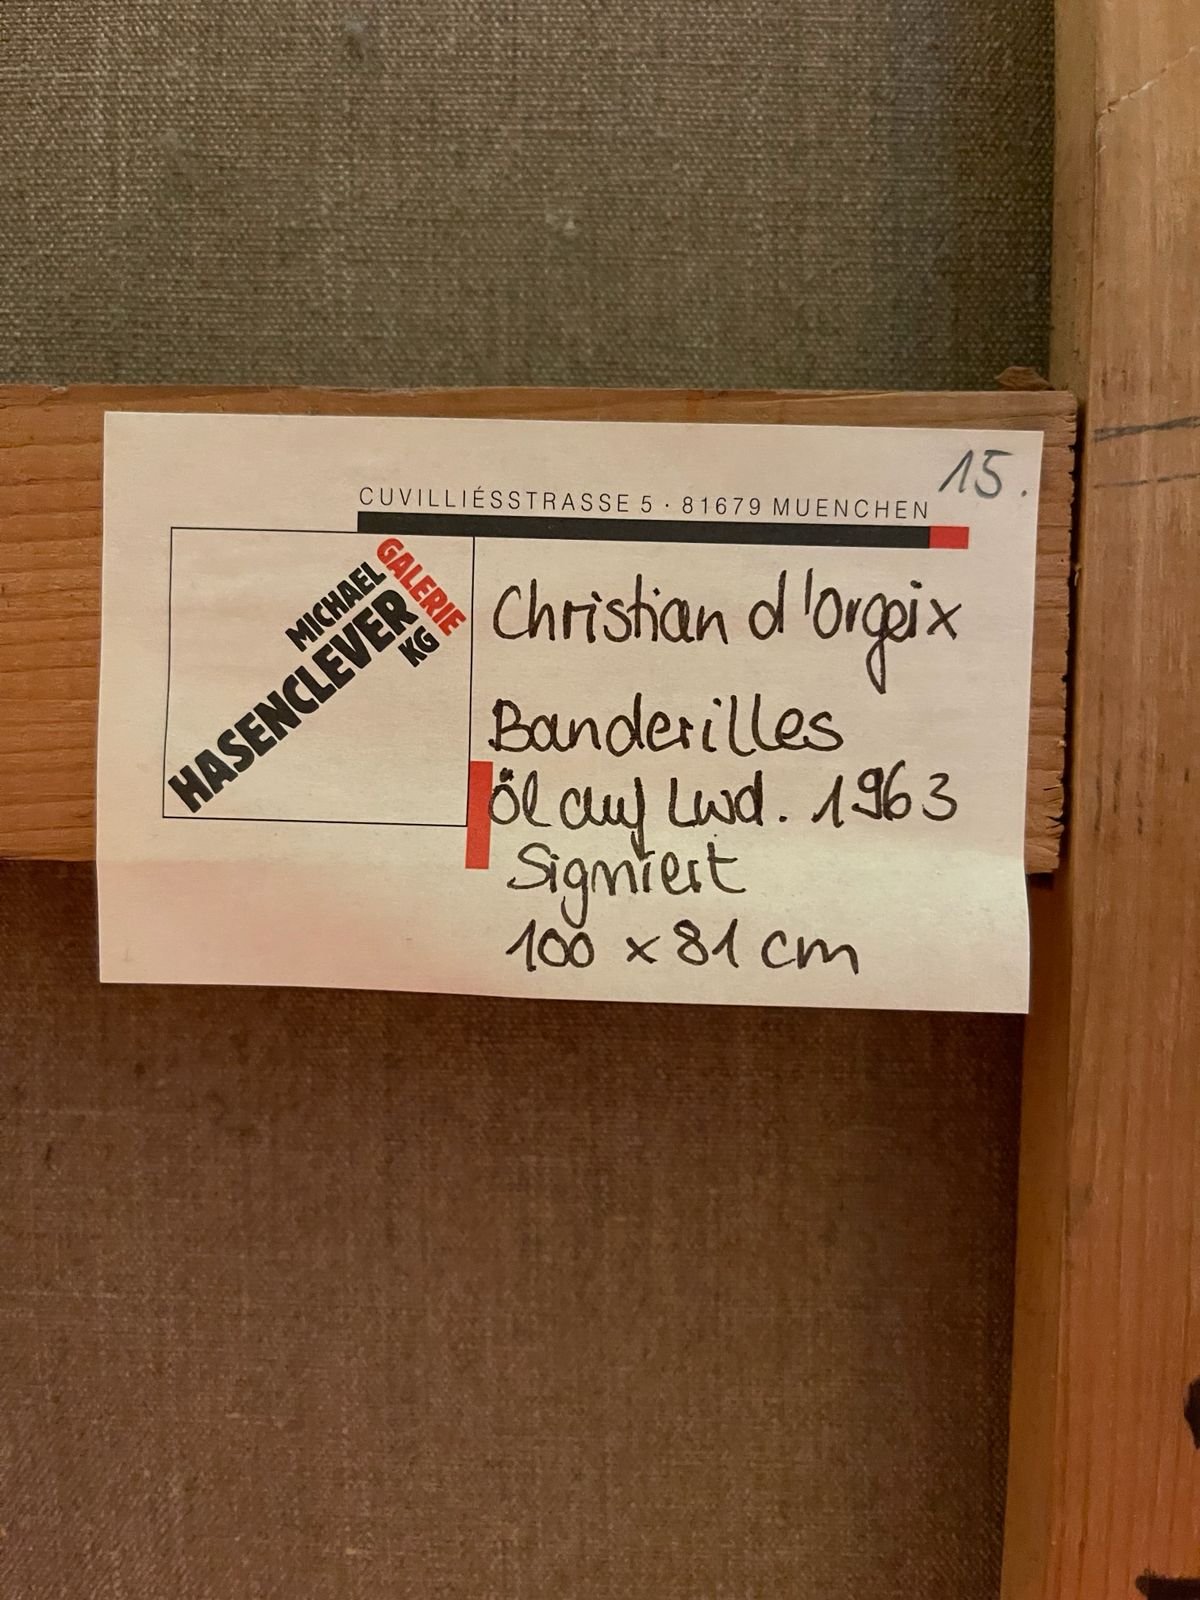 15.
CUVILLIÉSSTRASSE 5 · 81679 MUENCHEN
MICHAEL
GALERIE
HASENCLEVER
KG
Christian d'Orgeix
Banderilles
Öl auf Lwd. 1963
Signiert
100 x 81 cm